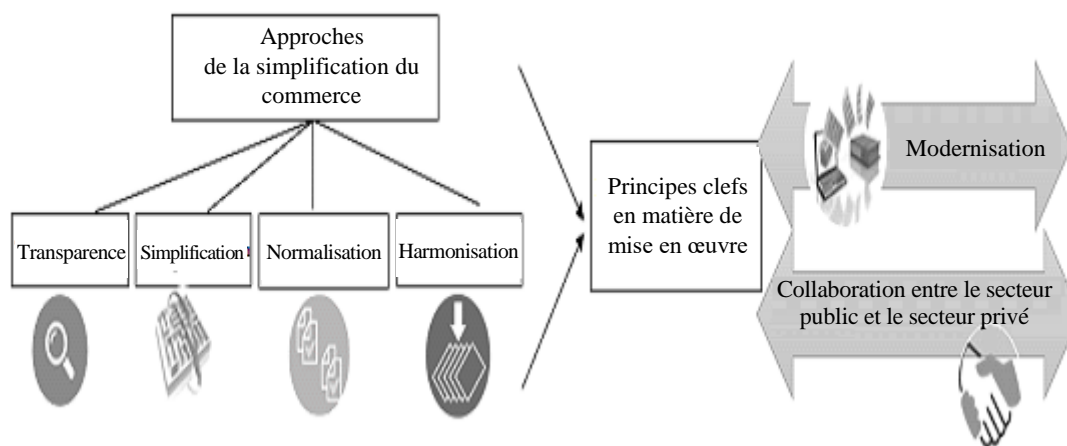 Approches
de la simplification du
commerce
Transparence
Simplification
Normalisation
Harmonisation
Principes clefs
en matière de
mise en œuvre
Modernisation
Collaboration entre le secteur
public et le secteur privé